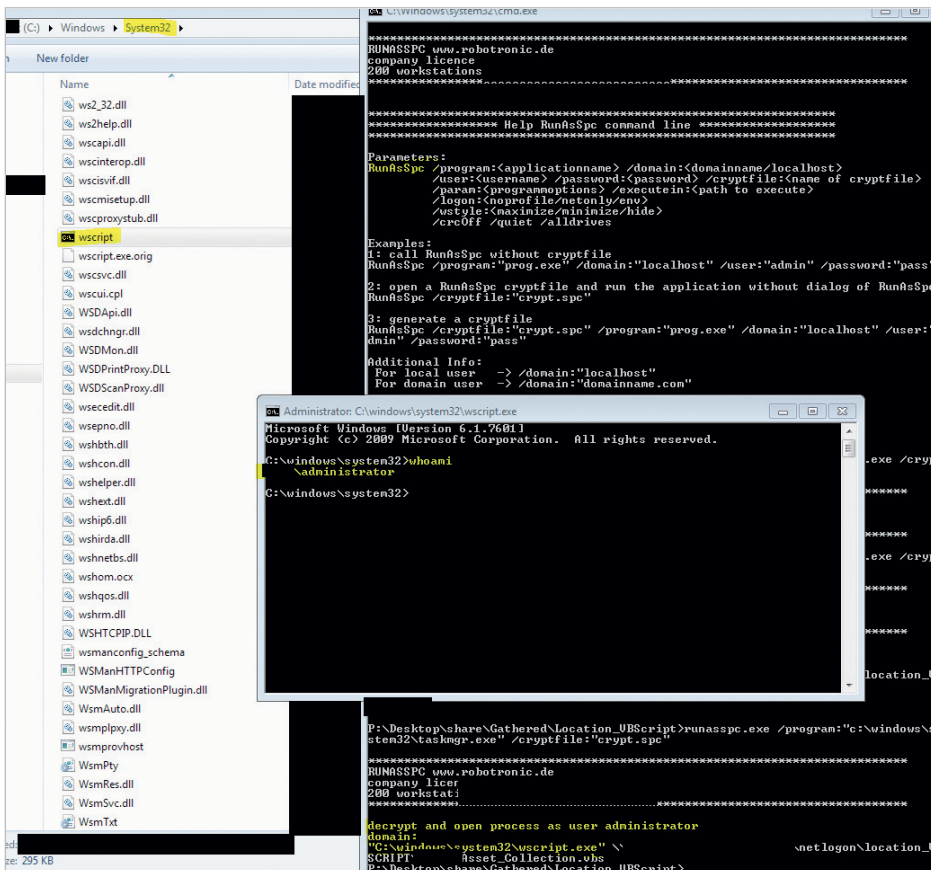 (C:) ▸ Windows ▸ System32 ▸
New folder
Name
Date modified
ws2_32.dll
ws2help.dll
wscapi.dll
wscinterop.dll
wscisvif.dll
wscmisetup.dll
wscproxystub.dll
wscript
wscript.exe.orig
wscsvc.dll
wscui.cpl
WSDApi.dll
wsdchngr.dll
WSDMon.dll
WSDPrintProxy.DLL
WSDScanProxy.dll
wsecedit.dll
wsepno.dll
wshbth.dll
wshcon.dll
wshelper.dll
wshext.dll
wship6.dll
wshirda.dll
wshnetbs.dll
wshom.ocx
wshqos.dll
wshrm.dll
WSHTCPIP.DLL
wsmanconfig_schema
WSManHTTPConfig
WSManMigrationPlugin.dll
WsmAuto.dll
wsmplpxy.dll
wsmprovhost
WsmPty
WsmRes.dll
WsmSvc.dll
WsmTxt
295 KB
C:\Windows\system32\cmd.exe
RUNASSPC www.robotronic.de
company licence
200 workstations
****************** Help RunAsSpc command line *******************
Parameters:
RunAsSpc /program:<applicationname> /domain:<domainname/localhost>
/user:<username> /password:<password> /cryptfile:<name of cryptfile>
/param:<programmoptions> /executein:<path to execute>
/logon:<noprofile/netonly/env>
/wstyle:<maximize/minimize/hide>
/crcOff /quiet /alldrives
Examples:
1: call RunAsSpc without cryptfile
RunAsSpc /program:"prog.exe" /domain:"localhost" /user:"admin" /password:"pass"
2: open a RunAsSpc cryptfile and run the application without dialog of RunAsSpc
RunAsSpc /cryptfile:"crypt.spc"
3: generate a cryptfile
RunAsSpc /cryptfile:"crypt.spc" /program:"prog.exe" /domain:"localhost" /user:"
dmin" /password:"pass"
Additional Info:
For local user -> /domain:"localhost"
For domain user -> /domain:"domainname.com"
Administrator: C:\windows\system32\wscript.exe
Microsoft Windows [Version 6.1.7601]
Copyright (c) 2009 Microsoft Corporation. All rights reserved.
C:\windows\system32>whoami
\administrator
C:\windows\system32>
.exe /cry
.exe /cry
location_
P:\Desktop\share\Gathered\Location_VBScript>runasspc.exe /program:"c:\windows\s
stem32\taskmgr.exe" /cryptfile:"crypt.spc"
RUNASSPC www.robotronic.de
company licer
200 workstati
decrypt and open process as user administrator
domain:
"C:\windows\system32\wscript.exe" \\ \netlogon\location_
SCRIPT Asset_Collection.vbs
P:\Desktop\share\Gathered\Location_VBScript>